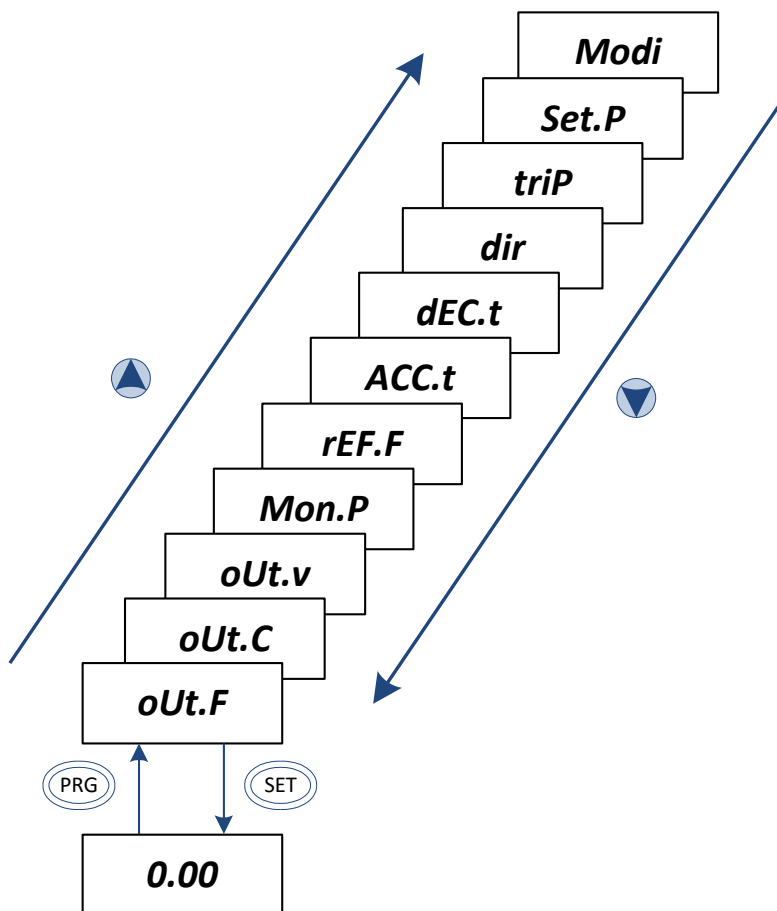 Modi
Set.P
triP
dir
dEC.t
ACC.t
rEF.F
Mon.P
oUt.v
oUt.C
oUt.F
PRG
SET
0.00